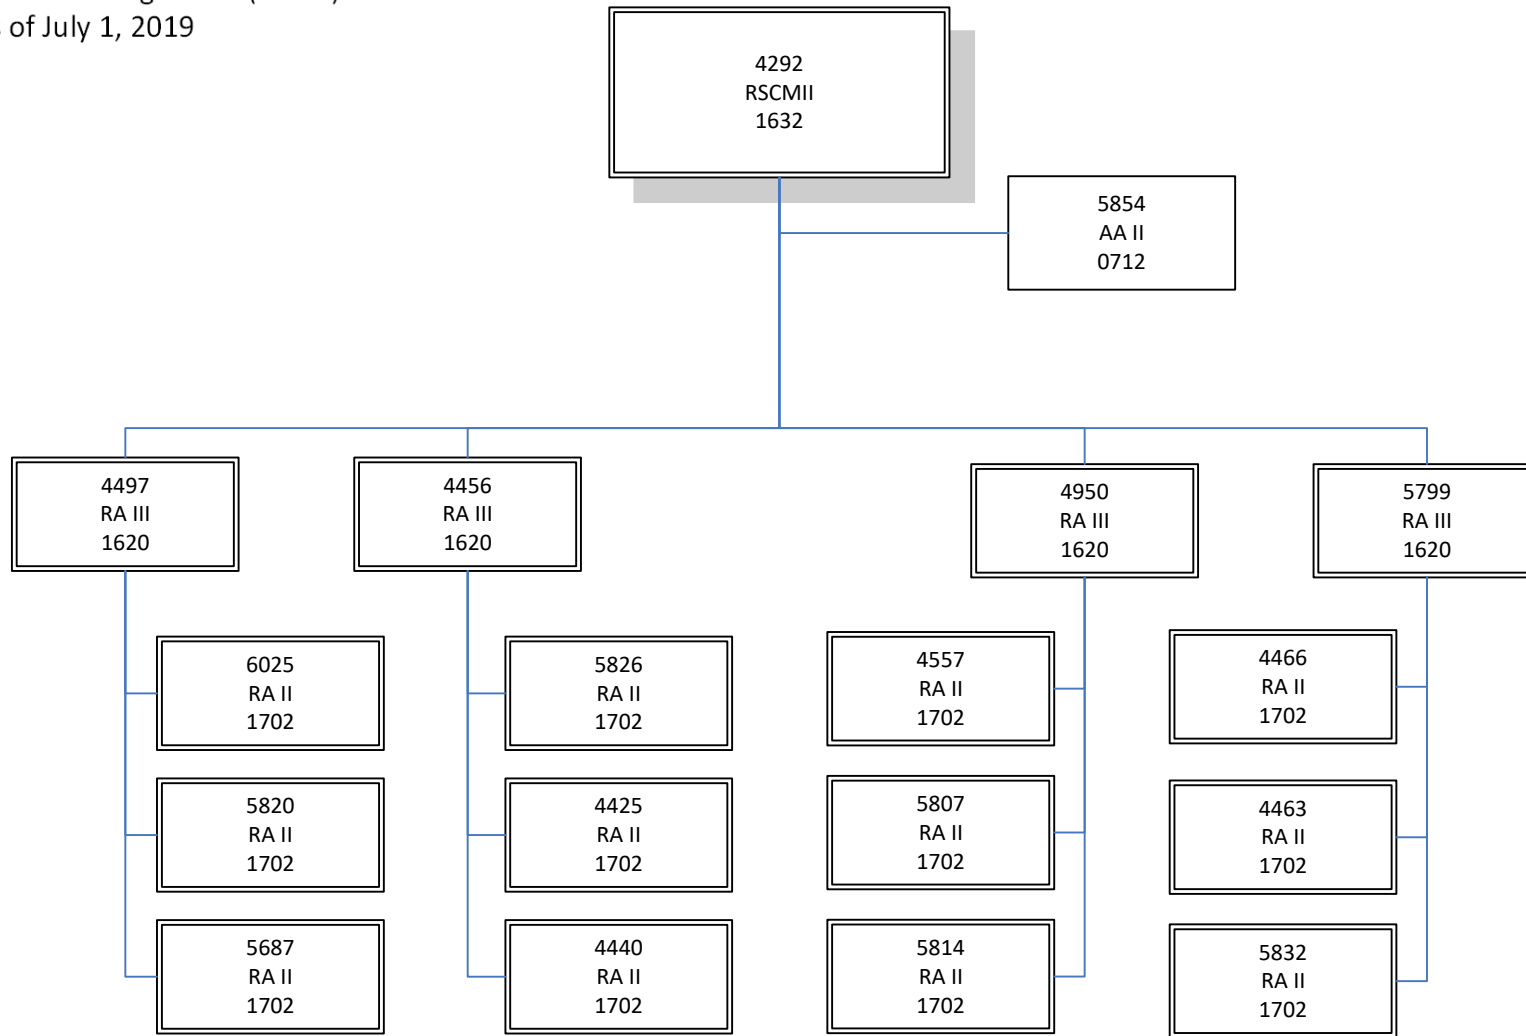 of July 1, 2019
4292
RSCMII
1632
5854
AA II
0712
4497
RA III
1620
4456
RA III
1620
4950
RA III
1620
5799
RA III
1620
6025
RA II
1702
5820
RA II
1702
5687
RA II
1702
5826
RA II
1702
4425
RA II
1702
4440
RA II
1702
4557
RA II
1702
5807
RA II
1702
5814
RA II
1702
4466
RA II
1702
4463
RA II
1702
5832
RA II
1702